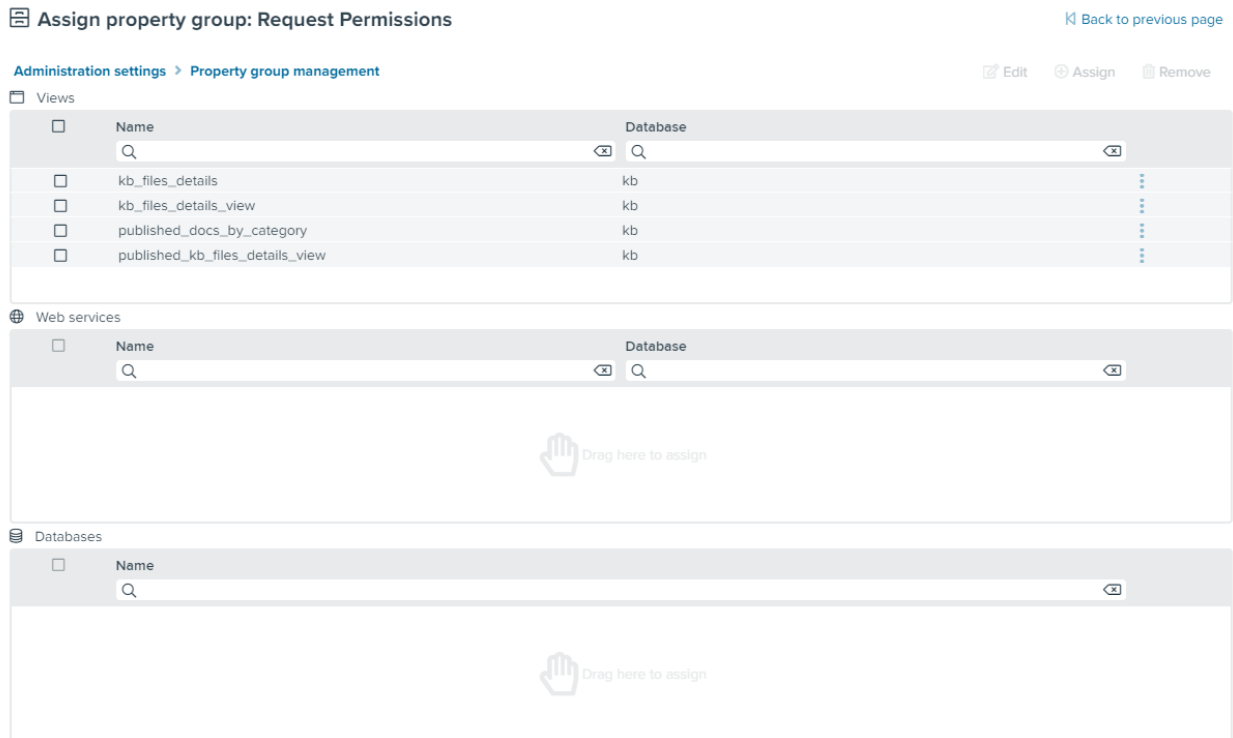 Assign property group: Request Permissions
Back to previous page
Administration settings > Property group management
Edit Assign Remove
Views
Name Database
kb_files_details kb
kb_files_details_view kb
published_docs_by_category kb
published_kb_files_details_view kb
Web services
Name Database
Drag here to assign
Databases
Name
Drag here to assign